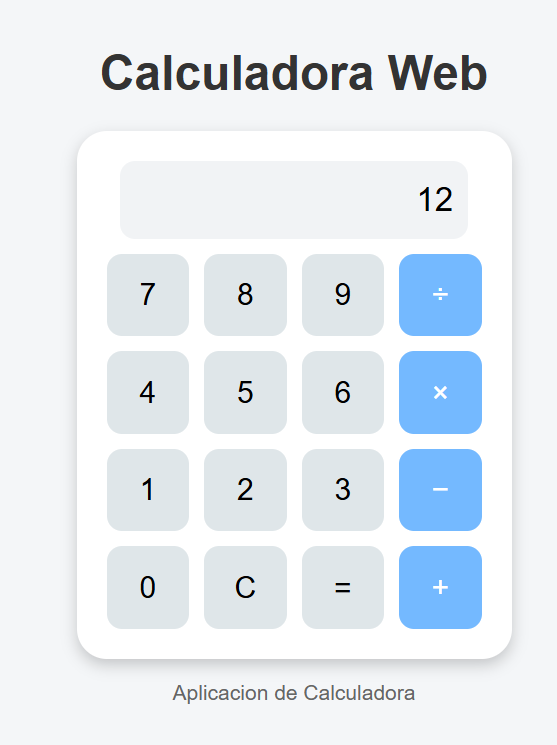 Calculadora Web
12
7 8 9 ÷
4 5 6 ×
1 2 3 −
0 C = +
Aplicacion de Calculadora